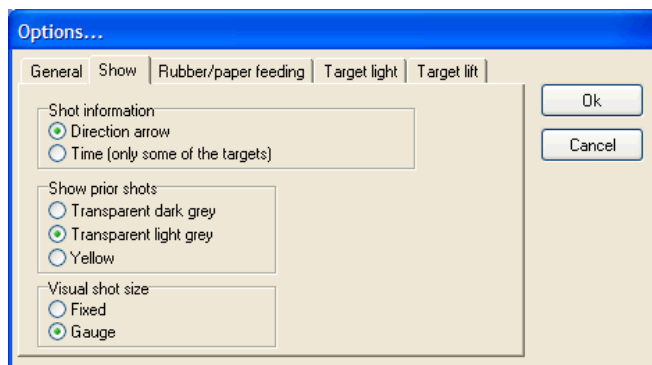 Options...
General Show Rubber/paper feeding Target light Target lift
Ok
Cancel
Shot information
Direction arrow
Time (only some of the targets)
Show prior shots
Transparent dark grey
Transparent light grey
Yellow
Visual shot size
Fixed
Gauge